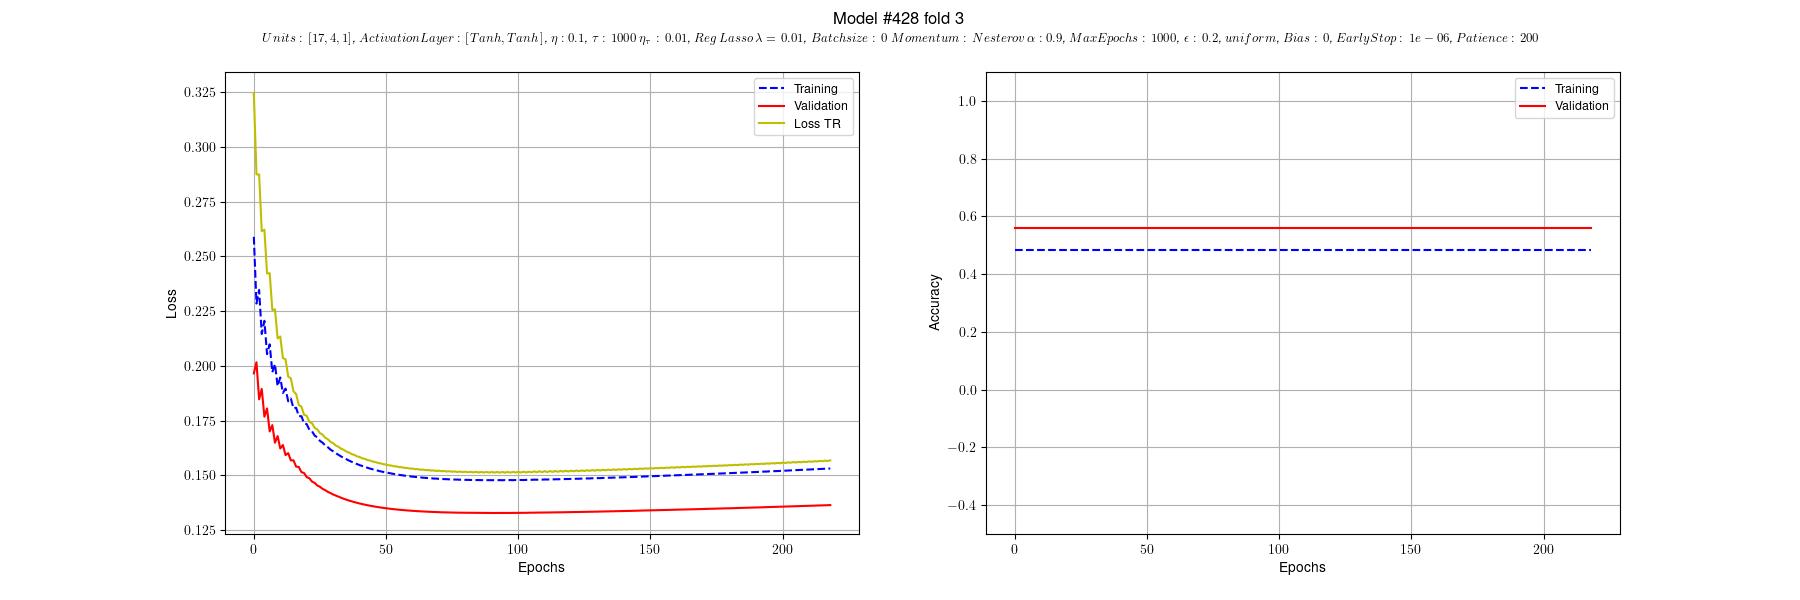 Model #428 fold 3
Units : [17, 4, 1], ActivationLayer : [Tanh, Tanh], η : 0.1, τ : 1000 η_τ : 0.01, Reg Lasso λ = 0.01, Batchsize : 0 Momentum : Nesterov α : 0.9, MaxEpochs : 1000, ϵ : 0.2, uniform, Bias : 0, EarlyStop : 1e − 06, Patience : 200
Loss
0.325
0.300
0.275
0.250
0.225
0.200
0.175
0.150
0.125
0 50 100 150 200
Epochs
Training
Validation
Loss TR
Accuracy
1.0
0.8
0.6
0.4
0.2
0.0
−0.2
−0.4
0 50 100 150 200
Epochs
Training
Validation